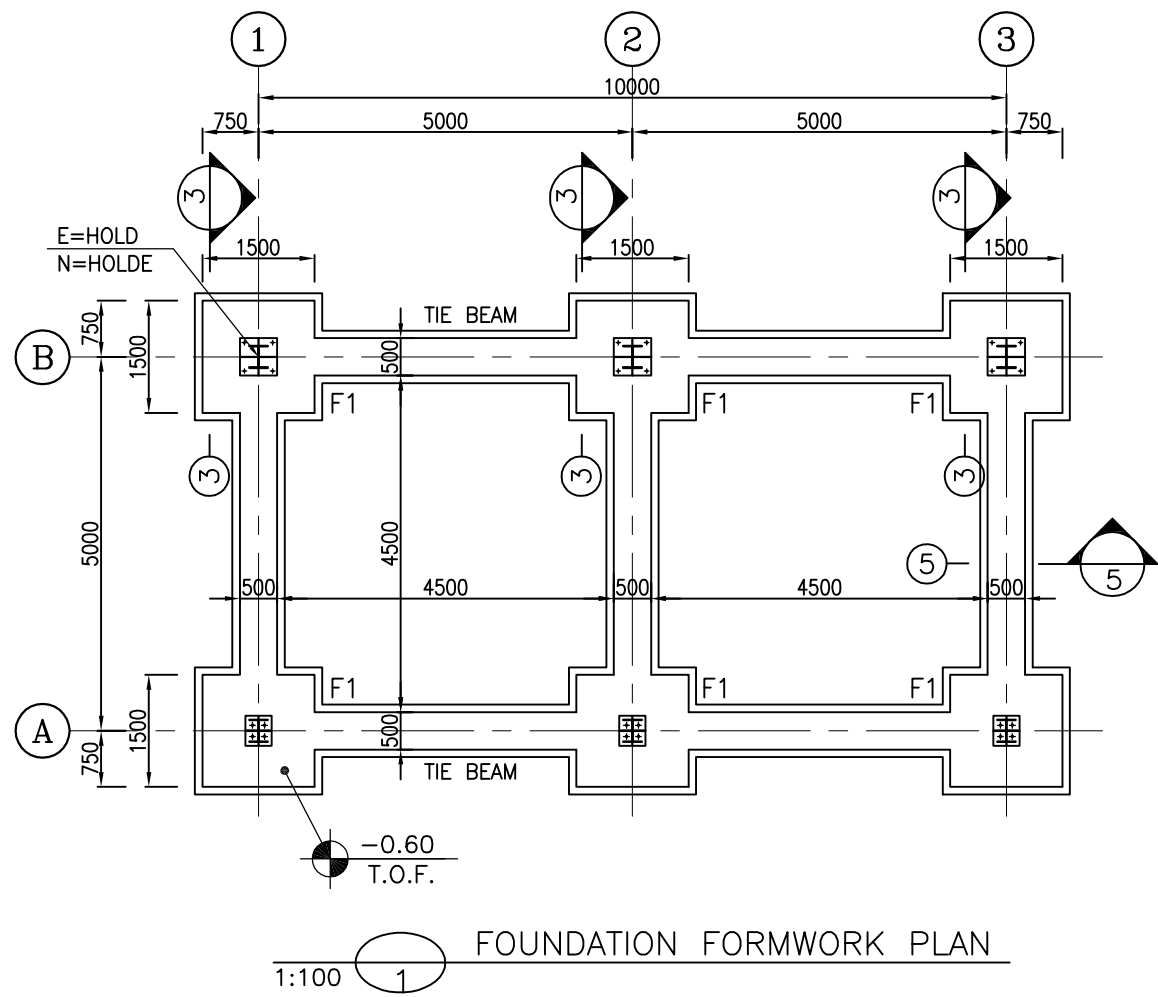 1 2 3
10000
750 5000 5000 750
3 3 3
E=HOLD
N=HOLDE
1500 1500 1500
TIE BEAM
750
1500
B
500
F1 F1 F1
3 3 3
5000
4500
5
5
500 4500 500 4500 500
F1 F1 F1
1500
A
500
750
TIE BEAM
-0.60
T.O.F.
FOUNDATION FORMWORK PLAN
1:100 1